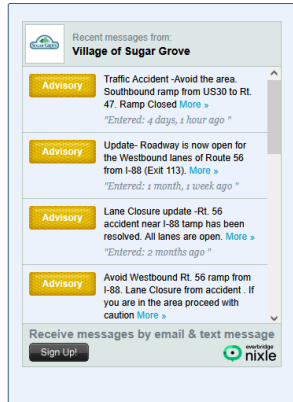 Recent messages from:
Village of Sugar Grove
Advisory
Traffic Accident -Avoid the area.
Southbound ramp from US30 to Rt.
47. Ramp Closed More »
"Entered: 4 days, 1 hour ago "
Advisory
Update- Roadway is now open for
the Westbound lanes of Route 56
from I-88 (Exit 113). More »
"Entered: 1 month, 1 week ago "
Advisory
Lane Closure update -Rt. 56
accident near I-88 tamp has been
resolved. All lanes are open. More »
"Entered: 2 months ago "
Advisory
Avoid Westbound Rt. 56 ramp from
I-88. Lane Closure from accident . If
you are in the area proceed with
caution More »
Receive messages by email & text message
Sign Up!
everbridge
nixle